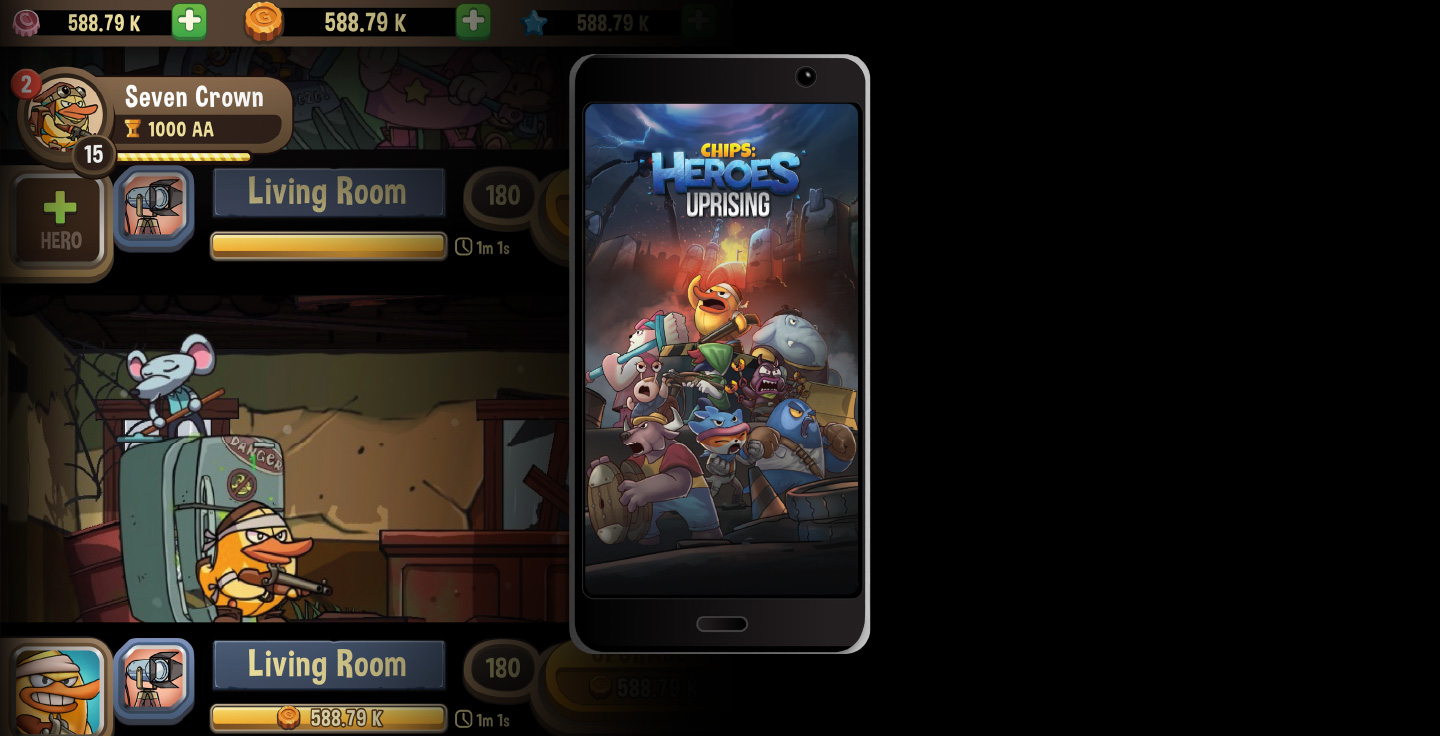 588.79 K
588.79 K
588.79 K
2
Seven Crown
1000 AA
15
HERO
Living Room
180
1m 1s
CHIPS:
HEROES
UPRISING
DANGER
Living Room
180
588.79 K
1m 1s
588.79 K